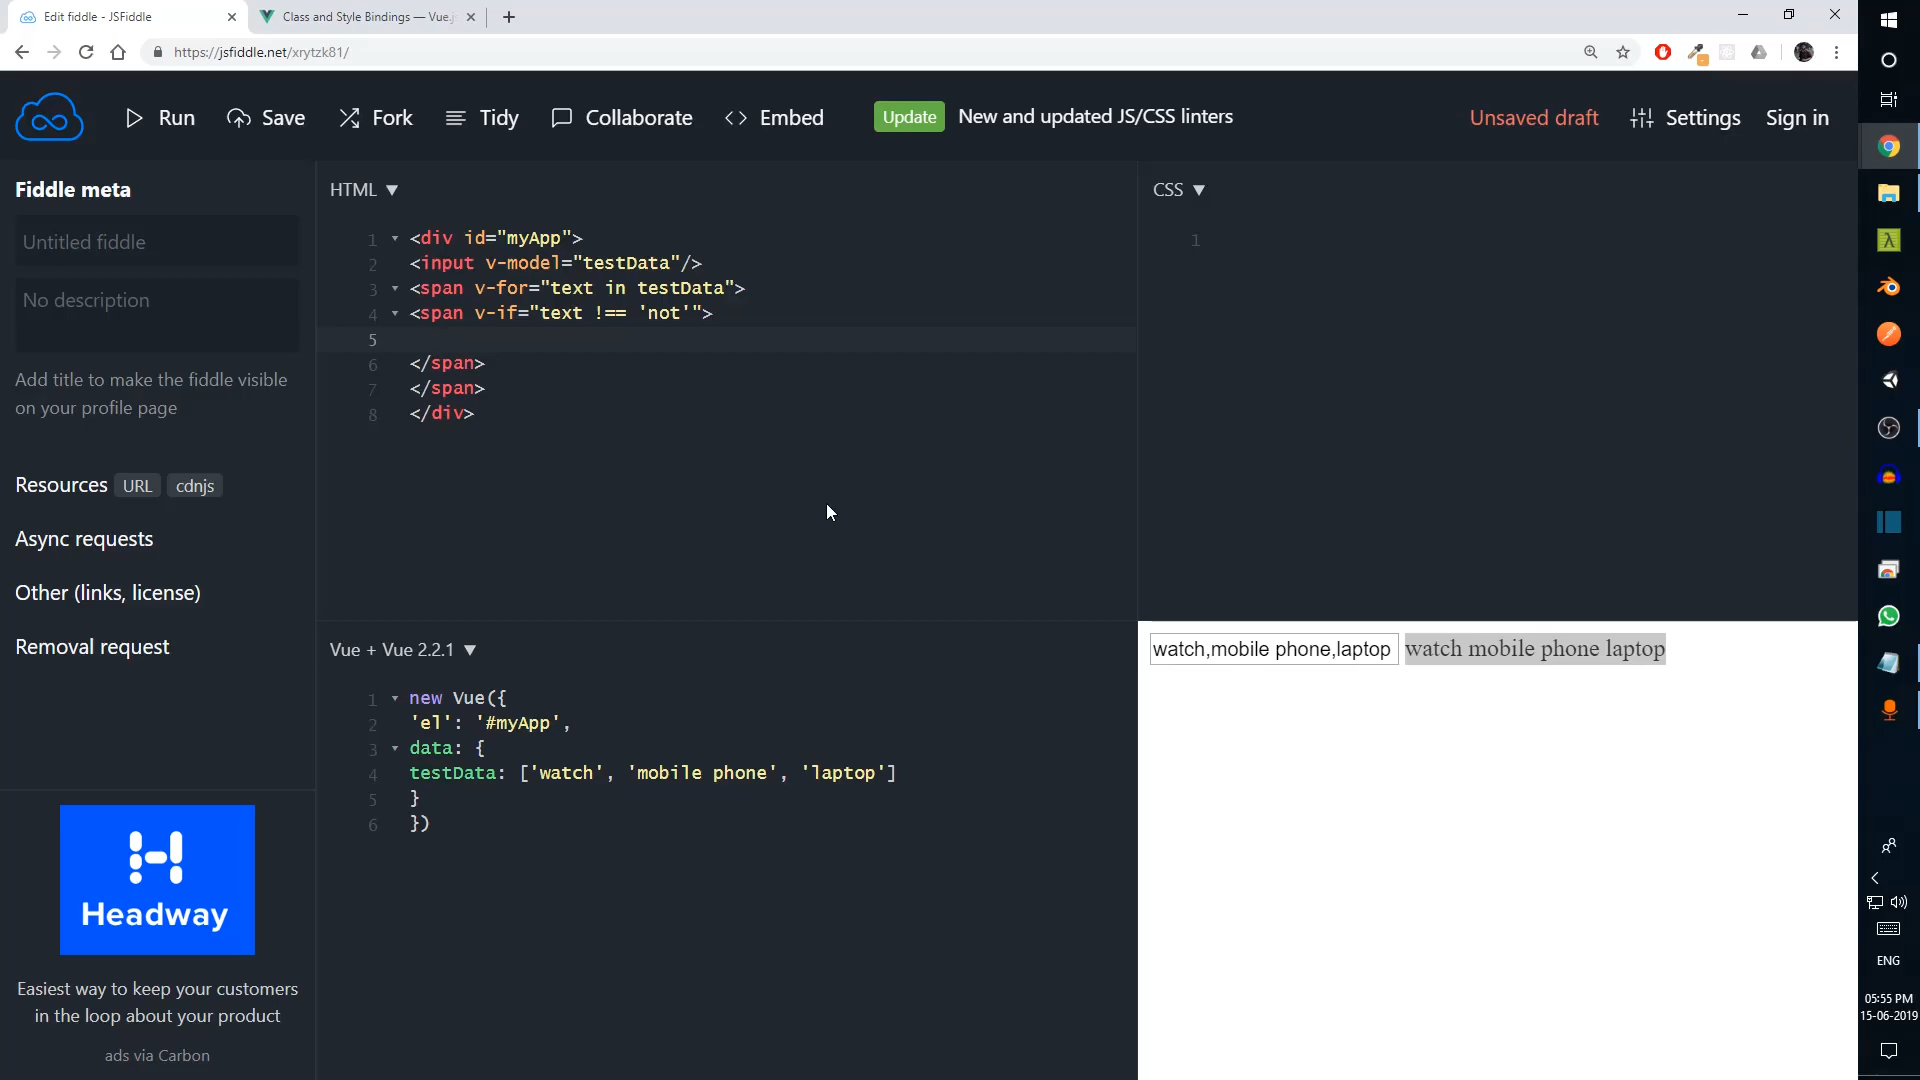 Edit fiddle - JSFiddle
Class and Style Bindings — Vue.j
https://jsfiddle.net/xrytzk81/
Run
Save
Fork
Tidy
Collaborate
Embed
Update
New and updated JS/CSS linters
Unsaved draft
Settings
Sign in
Fiddle meta
Untitled fiddle
No description
Add title to make the fiddle visible
on your profile page
Resources URL cdnjs
Async requests
Other (links, license)
Removal request
Headway
Easiest way to keep your customers
in the loop about your product
ads via Carbon
HTML ▼
1 <div id="myApp">
2 <input v-model="testData"/>
3 <span v-for="text in testData">
4 <span v-if="text !== 'not'">
5
6 </span>
7 </span>
8 </div>
CSS ▼
1
Vue + Vue 2.2.1 ▼
1 new Vue({
2 'el': '#myApp',
3 data: {
4 testData: ['watch', 'mobile phone', 'laptop']
5 }
6 })
watch,mobile phone,laptop watch mobile phone laptop
ENG
05:55 PM
15-06-2019